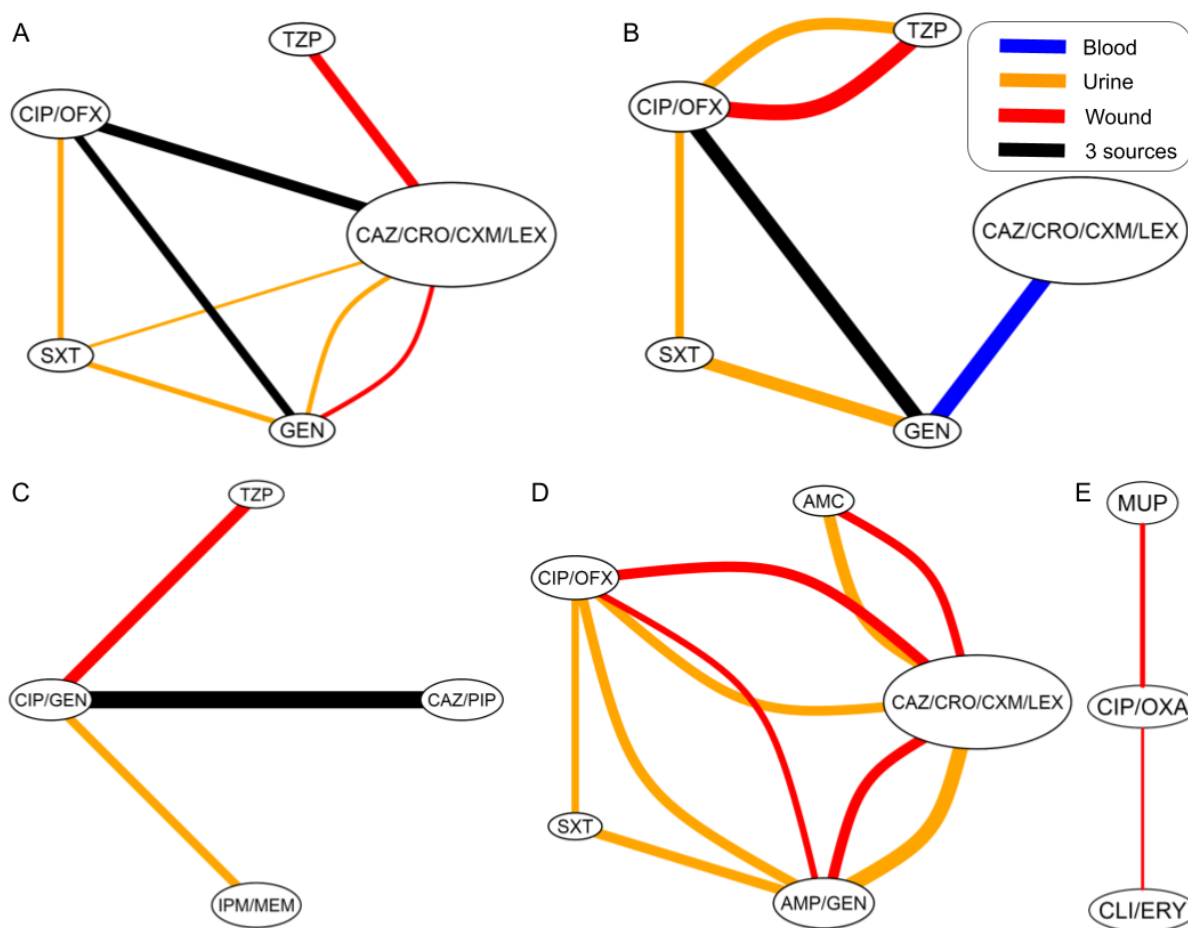 A
TZP
CIP/OFX
CAZ/CRO/CXM/LEX
SXT
GEN
B
TZP
CIP/OFX
CAZ/CRO/CXM/LEX
SXT
GEN
Blood
Urine
Wound
3 sources
C
TZP
CIP/GEN
CAZ/PIP
IPM/MEM
D
AMC
CIP/OFX
CAZ/CRO/CXM/LEX
SXT
AMP/GEN
E
MUP
CIP/OXA
CLI/ERY